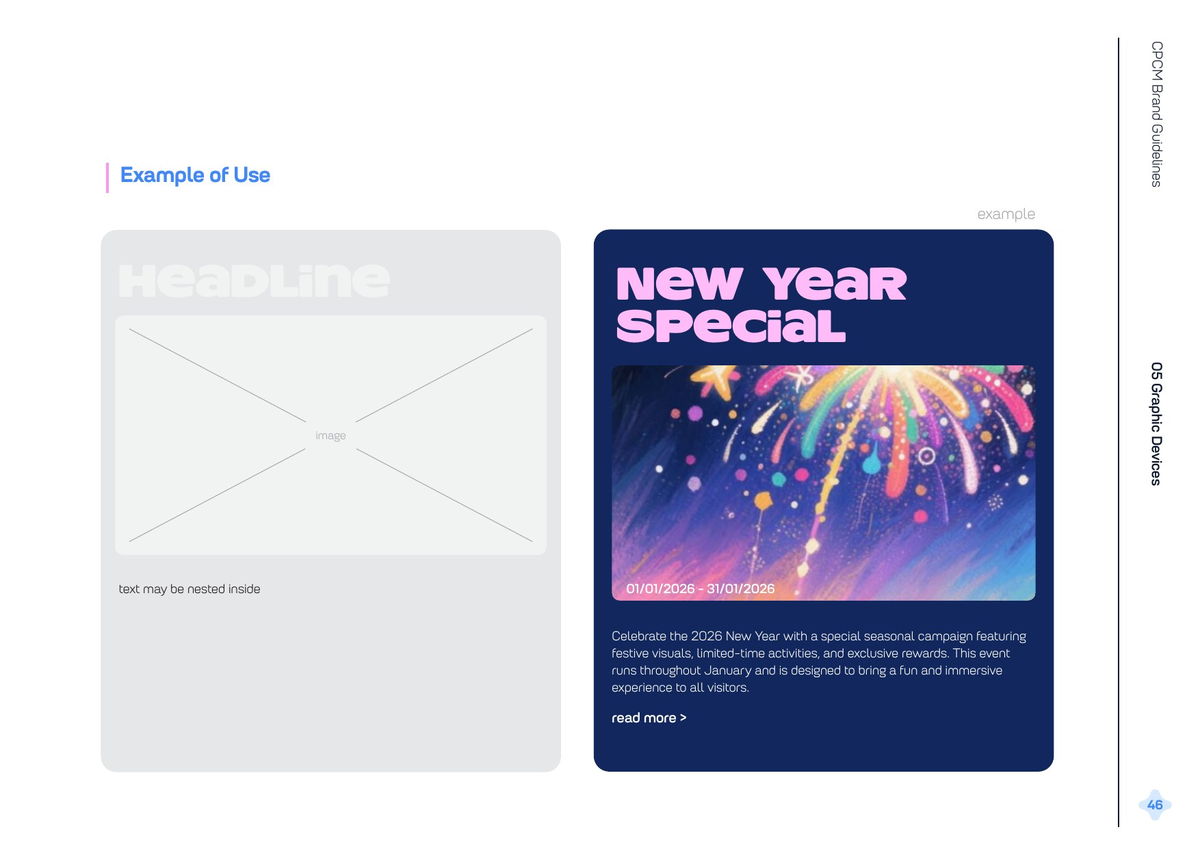 CPCM Brand Guidelines
Example of Use
example
Headline
image
text may be nested inside
New Year
Special
01/01/2026 - 31/01/2026
Celebrate the 2026 New Year with a special seasonal campaign featuring
festive visuals, limited-time activities, and exclusive rewards. This event
runs throughout January and is designed to bring a fun and immersive
experience to all visitors.
read more >
05 Graphic Devices
46